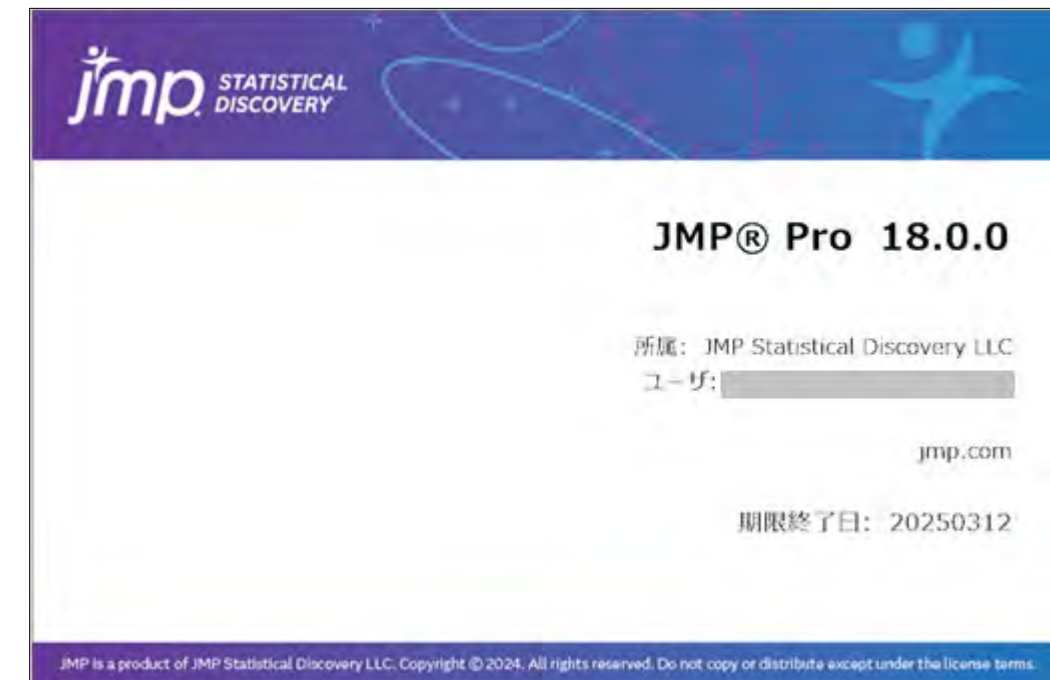 jmp. STATISTICAL
DISCOVERY
JMP® Pro 18.0.0
所属: JMP Statistical Discovery LLC
ユーザ:
jmp.com
期限終了日: 20250312
JMP is a product of JMP Statistical Discovery LLC. Copyright © 2024. All rights reserved. Do not copy or distribute except under the license terms.